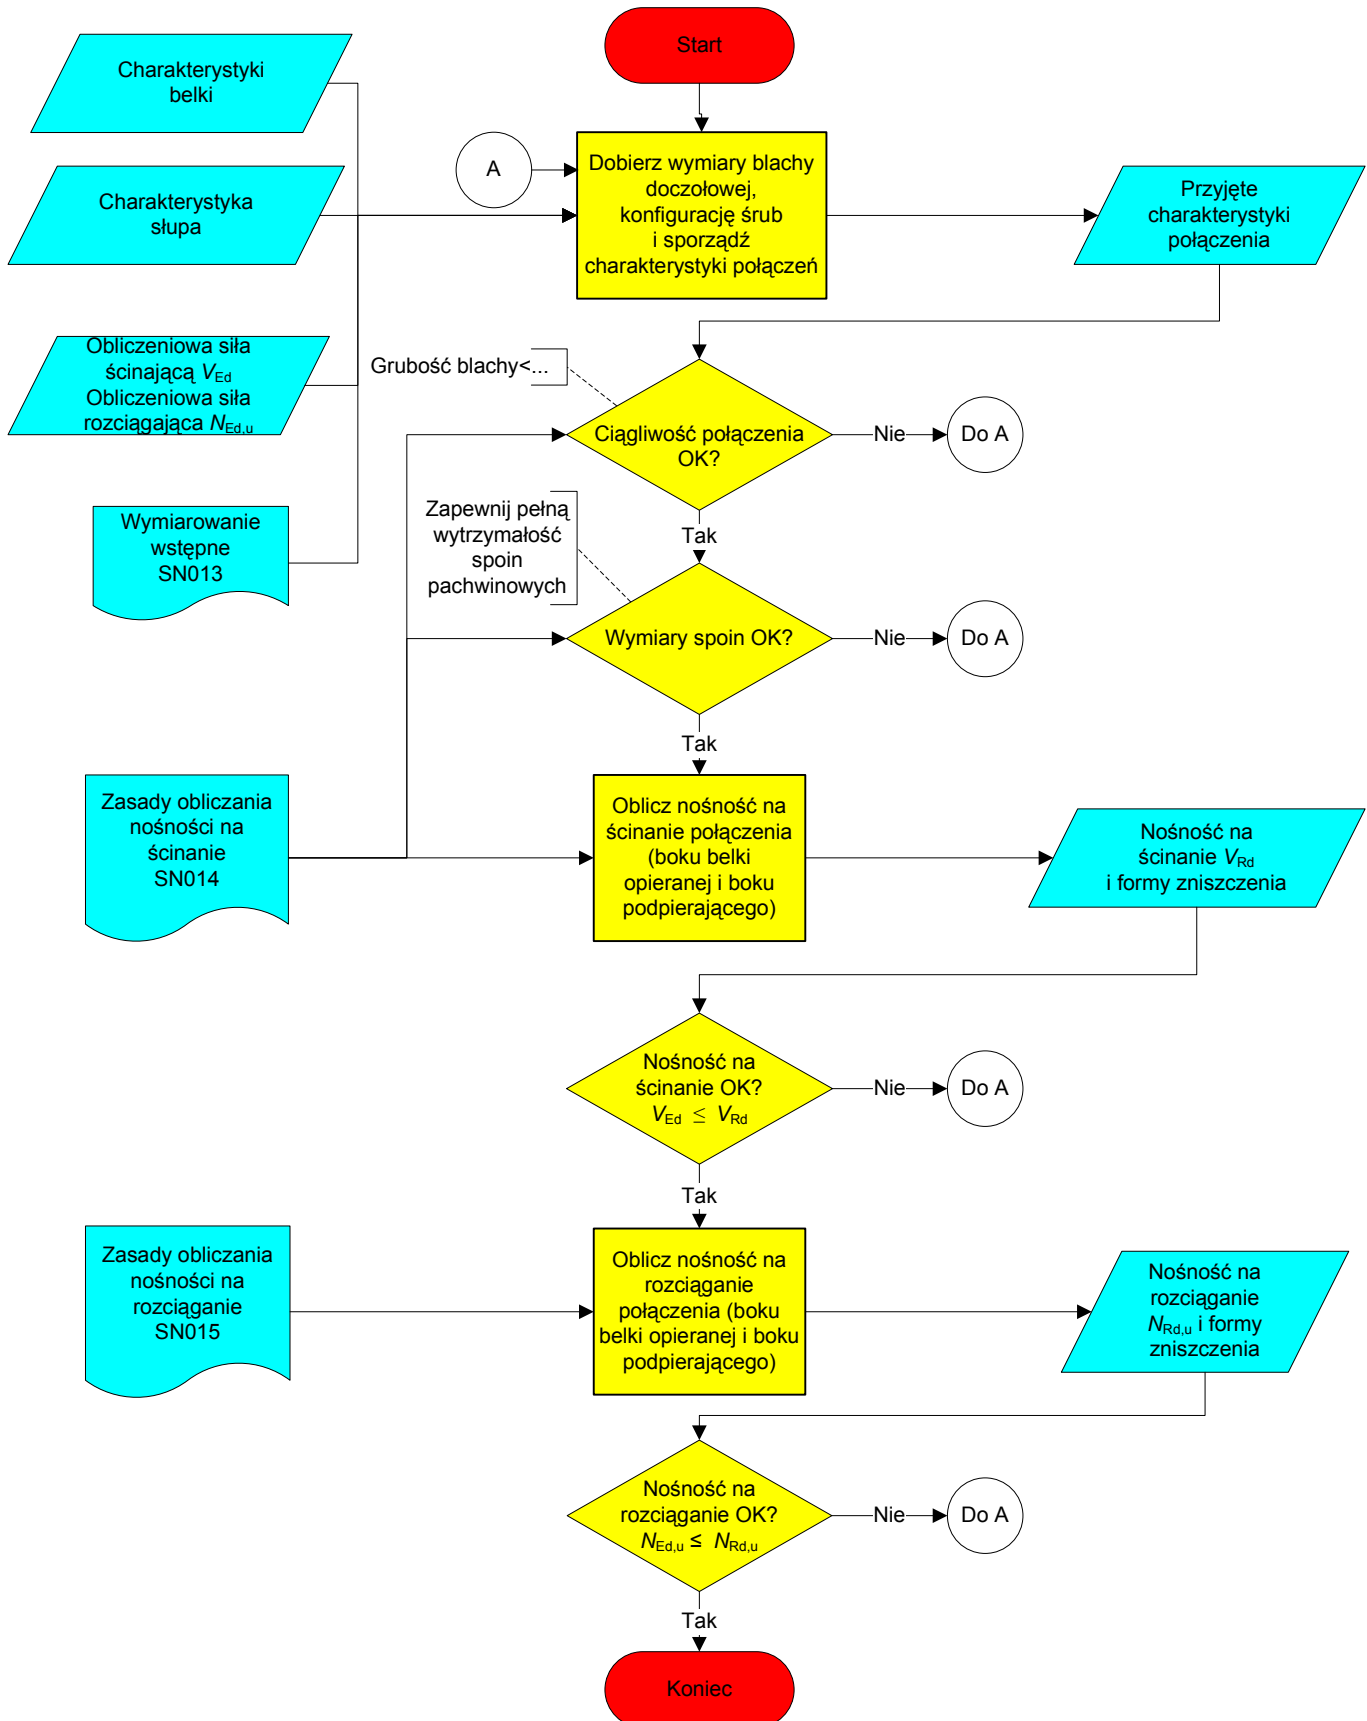 Start
Charakterystyki
belki
A
Dobierz wymiary blachy
doczołowej,
konfigurację śrub
i sporządź
charakterystyki połączeń
Charakterystyka
słupa
Przyjęte
charakterystyki
połączenia
Obliczeniowa siła
ścinającą VEd
Obliczeniowa siła
rozciągająca NEd,u
Grubość blachy<...
Ciągliwość połączenia
OK?
Nie
Do A
Tak
Wymiarowanie
wstępne
SN013
Zapewnij pełną
wytrzymałość
spoin
pachwinowych
Wymiary spoin OK?
Nie
Do A
Tak
Zasady obliczania
nośności na
ścinanie
SN014
Oblicz nośność na
ścinanie połączenia
(boku belki
opieranej i boku
podpierającego)
Nośność na
ścinanie VRd
i formy zniszczenia
Nośność na
ścinanie OK?
VEd ≤ VRd
Nie
Do A
Tak
Zasady obliczania
nośności na
rozciąganie
SN015
Oblicz nośność na
rozciąganie
połączenia (boku
belki opieranej i boku
podpierającego)
Nośność na
rozciąganie
NRd,u i formy
zniszczenia
Nośność na
rozciąganie OK?
NEd,u ≤ NRd,u
Nie
Do A
Tak
Koniec